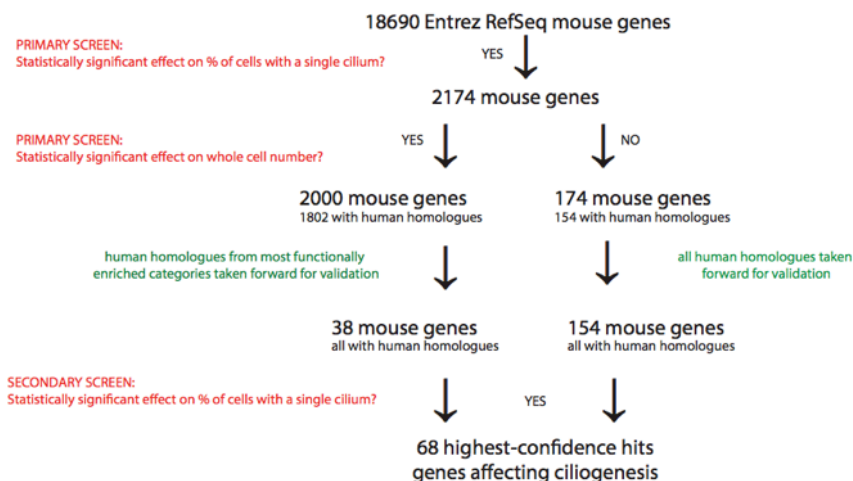 18690 Entrez RefSeq mouse genes
PRIMARY SCREEN:
Statistically significant effect on % of cells with a single cilium?
YES
2174 mouse genes
PRIMARY SCREEN:
Statistically significant effect on whole cell number?
YES
NO
2000 mouse genes
1802 with human homologues
174 mouse genes
154 with human homologues
human homologues from most functionally
enriched categories taken forward for validation
all human homologues taken
forward for validation
38 mouse genes
all with human homologues
154 mouse genes
all with human homologues
SECONDARY SCREEN:
Statistically significant effect on % of cells with a single cilium?
YES
68 highest-confidence hits
genes affecting ciliogenesis